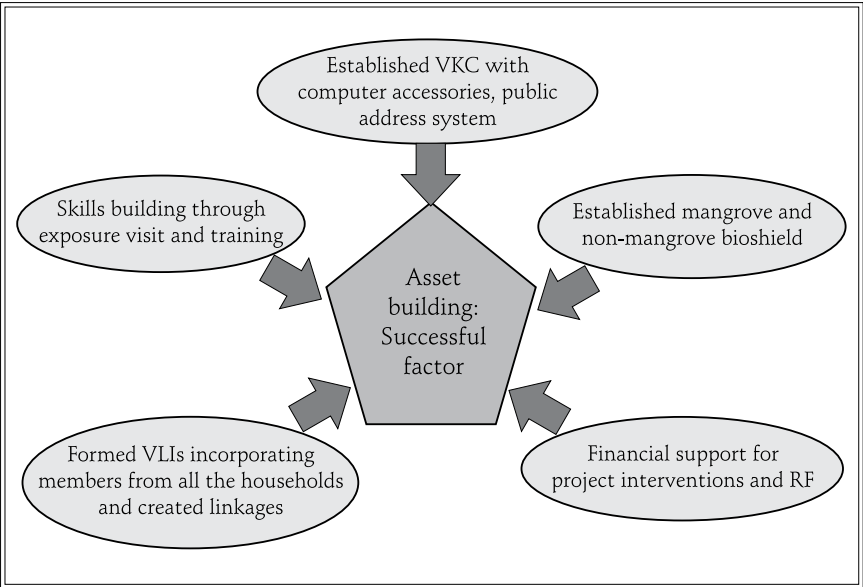 Established VKC with
computer accessories, public
address system
Skills building through
exposure visit and training
Established mangrove and
non-mangrove bioshield
Asset
building:
Successful
factor
Formed VLIs incorporating
members from all the households
and created linkages
Financial support for
project interventions and RF